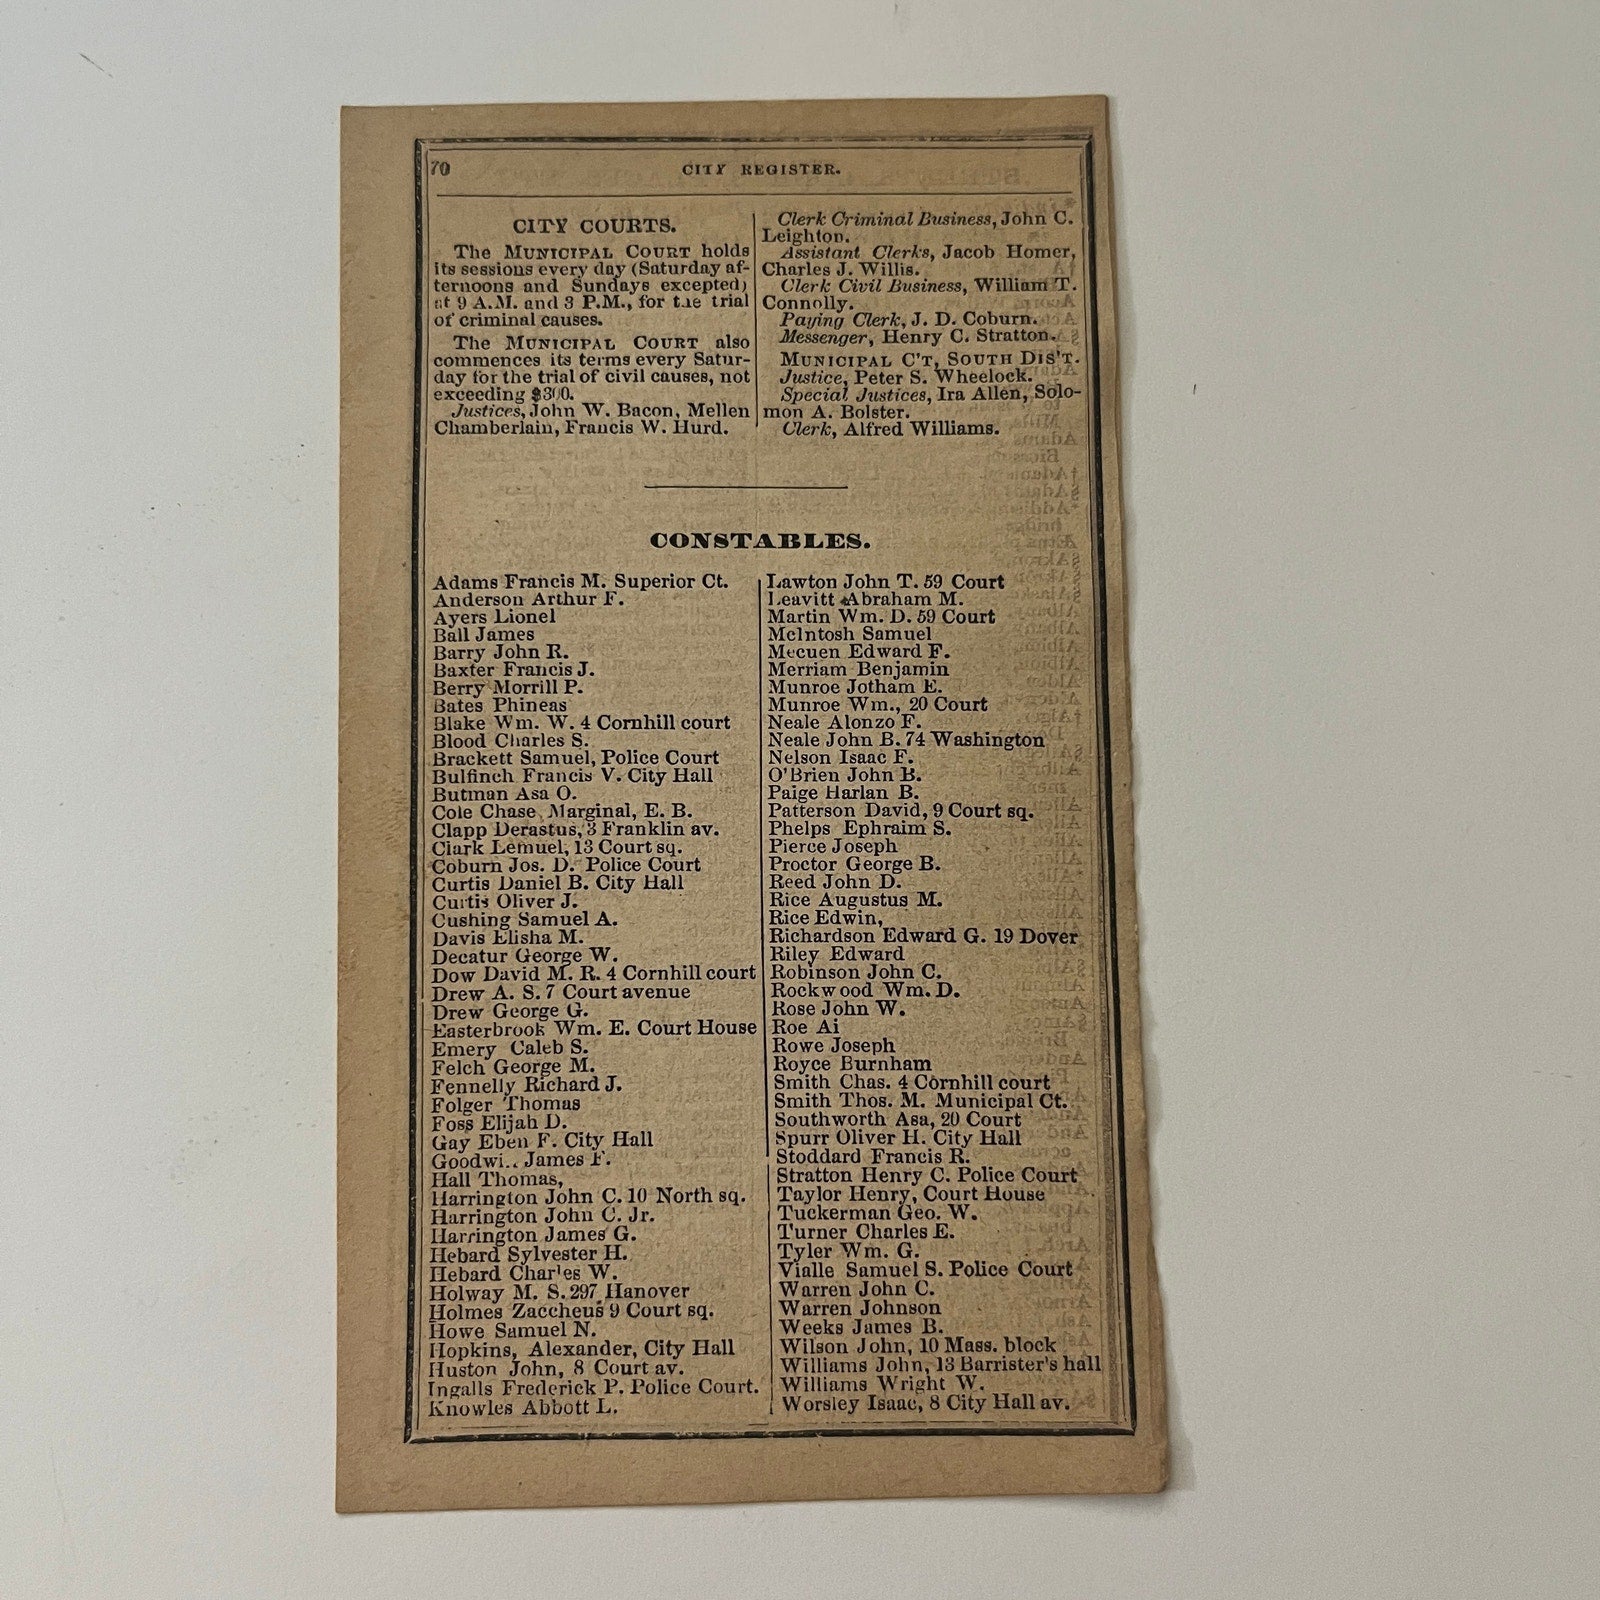 70
CITY REGISTER.
CITY COURTS.
The MUNICIPAL COURT holds
its sessions every day (Saturday af-
ternoons and Sundays excepted)
at 9 A.M. and 3 P.M., for the trial
of criminal causes.
The MUNICIPAL COURT also
commences its terms every Satur-
day for the trial of civil causes, not
exceeding $300.
Justices, John W. Bacon, Mellen
Chamberlain, Francis W. Hurd.
Clerk Criminal Business, John C.
Leighton.
Assistant Clerks, Jacob Homer,
Charles J. Willis.
Clerk Civil Business, William T.
Connolly.
Paying Clerk, J. D. Coburn.
Messenger, Henry C. Stratton.
MUNICIPAL C'T, SOUTH DIS'T.
Justice, Peter S. Wheelock.
Special Justices, Ira Allen, Solo-
mon A. Bolster.
Clerk, Alfred Williams.
CONSTABLES.
Adams Francis M. Superior Ct.
Anderson Arthur F.
Ayers Lionel
Ball James
Barry John R.
Baxter Francis J.
Berry Morrill P.
Bates Phineas
Blake Wm. W. 4 Cornhill court
Blood Charles S.
Brackett Samuel, Police Court
Bulfinch Francis V. City Hall
Butman Asa O.
Cole Chase, Marginal, E. B.
Clapp Derastus, 3 Franklin av.
Clark Lemuel, 13 Court sq.
Coburn Jos. D. Police Court
Curtis Daniel B. City Hall
Curtis Oliver J.
Cushing Samuel A.
Davis Elisha M.
Decatur George W.
Dow David M. R. 4 Cornhill court
Drew A. S. 7 Court avenue
Drew George G.
Easterbrook Wm. E. Court House
Emery Caleb S.
Felch George M.
Fennelly Richard J.
Folger Thomas
Foss Elijah D.
Gay Eben F. City Hall
Goodwi.. James F.
Hall Thomas,
Harrington John C. 10 North sq.
Harrington John C. Jr.
Harrington James G.
Hebard Sylvester H.
Hebard Charles W.
Holway M. S. 297 Hanover
Holmes Zaccheus 9 Court sq.
Howe Samuel N.
Hopkins, Alexander, City Hall
Huston John, 8 Court av.
Ingalls Frederick P. Police Court.
Knowles Abbott L.
Lawton John T. 59 Court
Leavitt Abraham M.
Martin Wm. D. 59 Court
McIntosh Samuel
Mecuen Edward F.
Merriam Benjamin
Munroe Jotham E.
Munroe Wm., 20 Court
Neale Alonzo F.
Neale John B. 74 Washington
Nelson Isaac F.
O'Brien John B.
Paige Harlan B.
Patterson David, 9 Court sq.
Phelps Ephraim S.
Pierce Joseph
Proctor George B.
Reed John D.
Rice Augustus M.
Rice Edwin,
Richardson Edward G. 19 Dover
Riley Edward
Robinson John C.
Rockwood Wm. D.
Rose John W.
Roe Ai
Rowe Joseph
Royce Burnham
Smith Chas. 4 Cornhill court
Smith Thos. M. Municipal Ct.
Southworth Asa, 20 Court
Spurr Oliver H. City Hall
Stoddard Francis R.
Stratton Henry C. Police Court
Taylor Henry, Court House
Tuckerman Geo. W.
Turner Charles E.
Tyler Wm. G.
Vialle Samuel S. Police Court
Warren John C.
Warren Johnson
Weeks James B.
Wilson John, 10 Mass. block
Williams John, 13 Barrister's hall
Williams Wright W.
Worsley Isaac, 8 City Hall av.